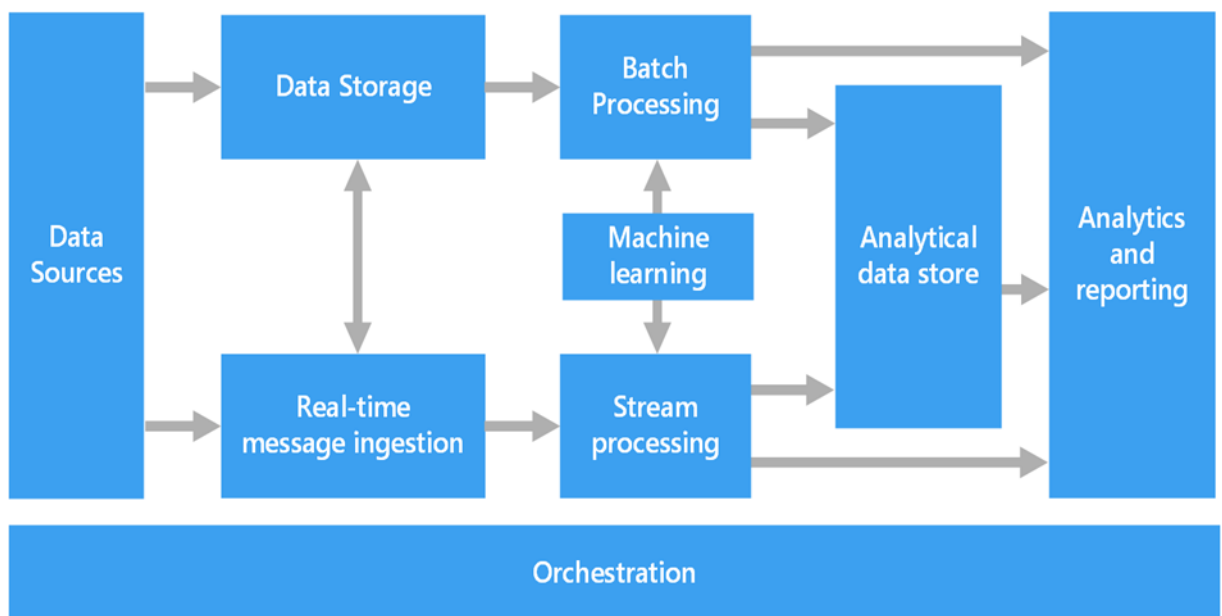 Data
Sources
Data Storage
Real-time
message ingestion
Batch
Processing
Machine
learning
Stream
processing
Analytical
data store
Analytics
and
reporting
Orchestration